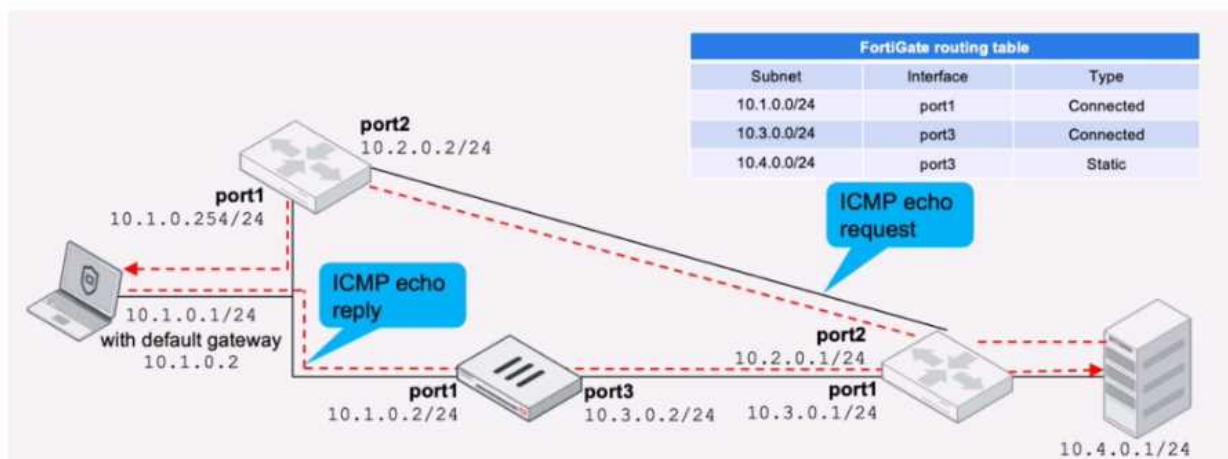 FortiGate routing table
Subnet Interface Type
10.1.0.0/24 port1 Connected
10.3.0.0/24 port3 Connected
10.4.0.0/24 port3 Static
port2
10.2.0.2/24
port1
10.1.0.254/24
ICMP echo
request
ICMP echo
reply
10.1.0.1/24
with default gateway
10.1.0.2
port1
10.1.0.2/24
port3
10.3.0.2/24
port2
10.2.0.1/24
port1
10.3.0.1/24
10.4.0.1/24